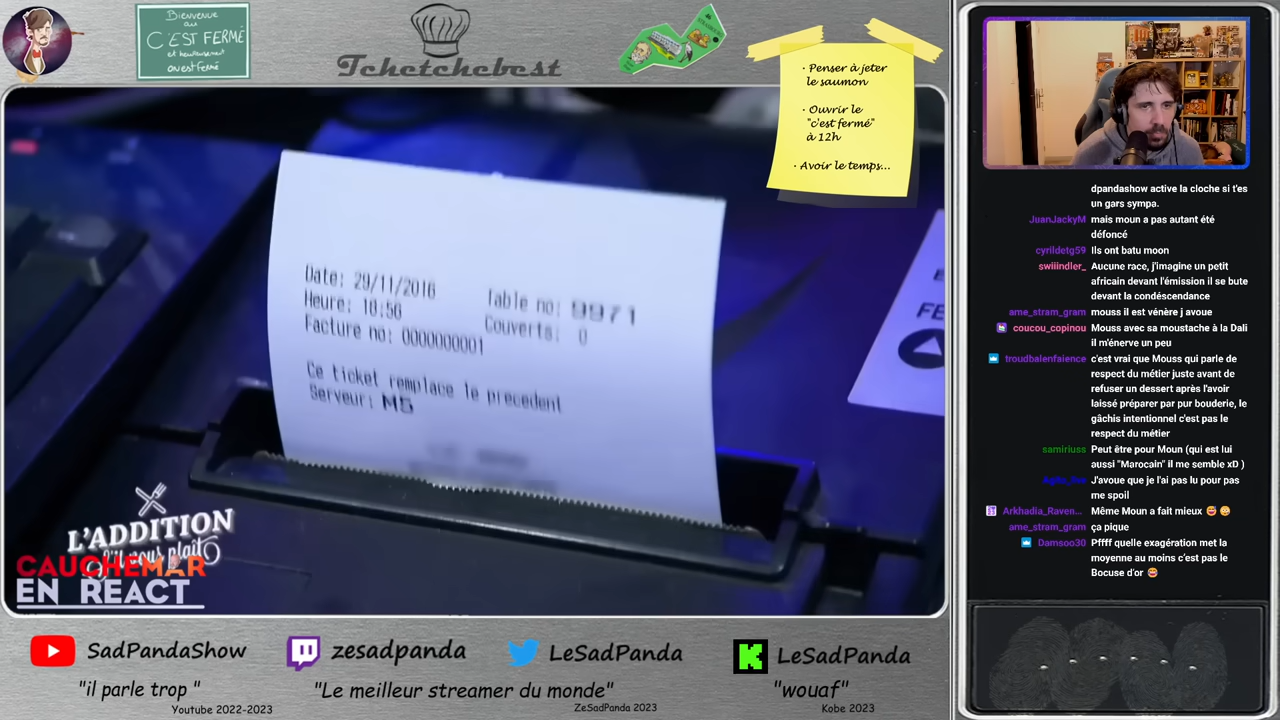 BIENVENUE
au
C'EST FERMÉ
et heureusement
on est fermé
Tchetchebest
· Penser à jeter
le saumon
· Ouvrir le
"c'est fermé"
à 12h
· Avoir le temps...
Date: 29/11/2016
Heure: 18:56
Facture no: 0000000001
Table no: 9971
Couverts: 0
Ce ticket remplace le precedent
Serveur: M5
FE
L'ADDITION
s'il vous plaît
CAUCHEMAR
EN REACT
dpandashow active la cloche si t'es
un gars sympa.
JuanJackyM mais moun a pas autant été
défoncé
cyrildetg59 Ils ont batu moon
swiiindler_ Aucune race, j'imagine un petit
africain devant l'émission il se bute
devant la condéscendance
ame_stram_gram mouss il est vénère j avoue
coucou_copinou Mouss avec sa moustache à la Dali
il m'énerve un peu
troudbalenfaience c'est vrai que Mouss qui parle de
respect du métier juste avant de
refuser un dessert après l'avoir
laissé préparer par pur bouderie, le
gâchis intentionnel c'est pas le
respect du métier
samiriuss Peut être pour Moun (qui est lui
aussi "Marocain" il me semble xD )
J'avoue que je l'ai pas lu pour pas
me spoil
Arkhadia_Raven... Même Moun a fait mieux 😅 😳
ame_stram_gram ça pique
Damsoo30 Pffff quelle exagération met la
moyenne au moins c'est pas le
Bocuse d'or 😅
SadPandaShow
"il parle trop "
Youtube 2022-2023
zesadpanda
LeSadPanda
"Le meilleur streamer du monde"
ZeSadPanda 2023
LeSadPanda
"wouaf"
Kobe 2023